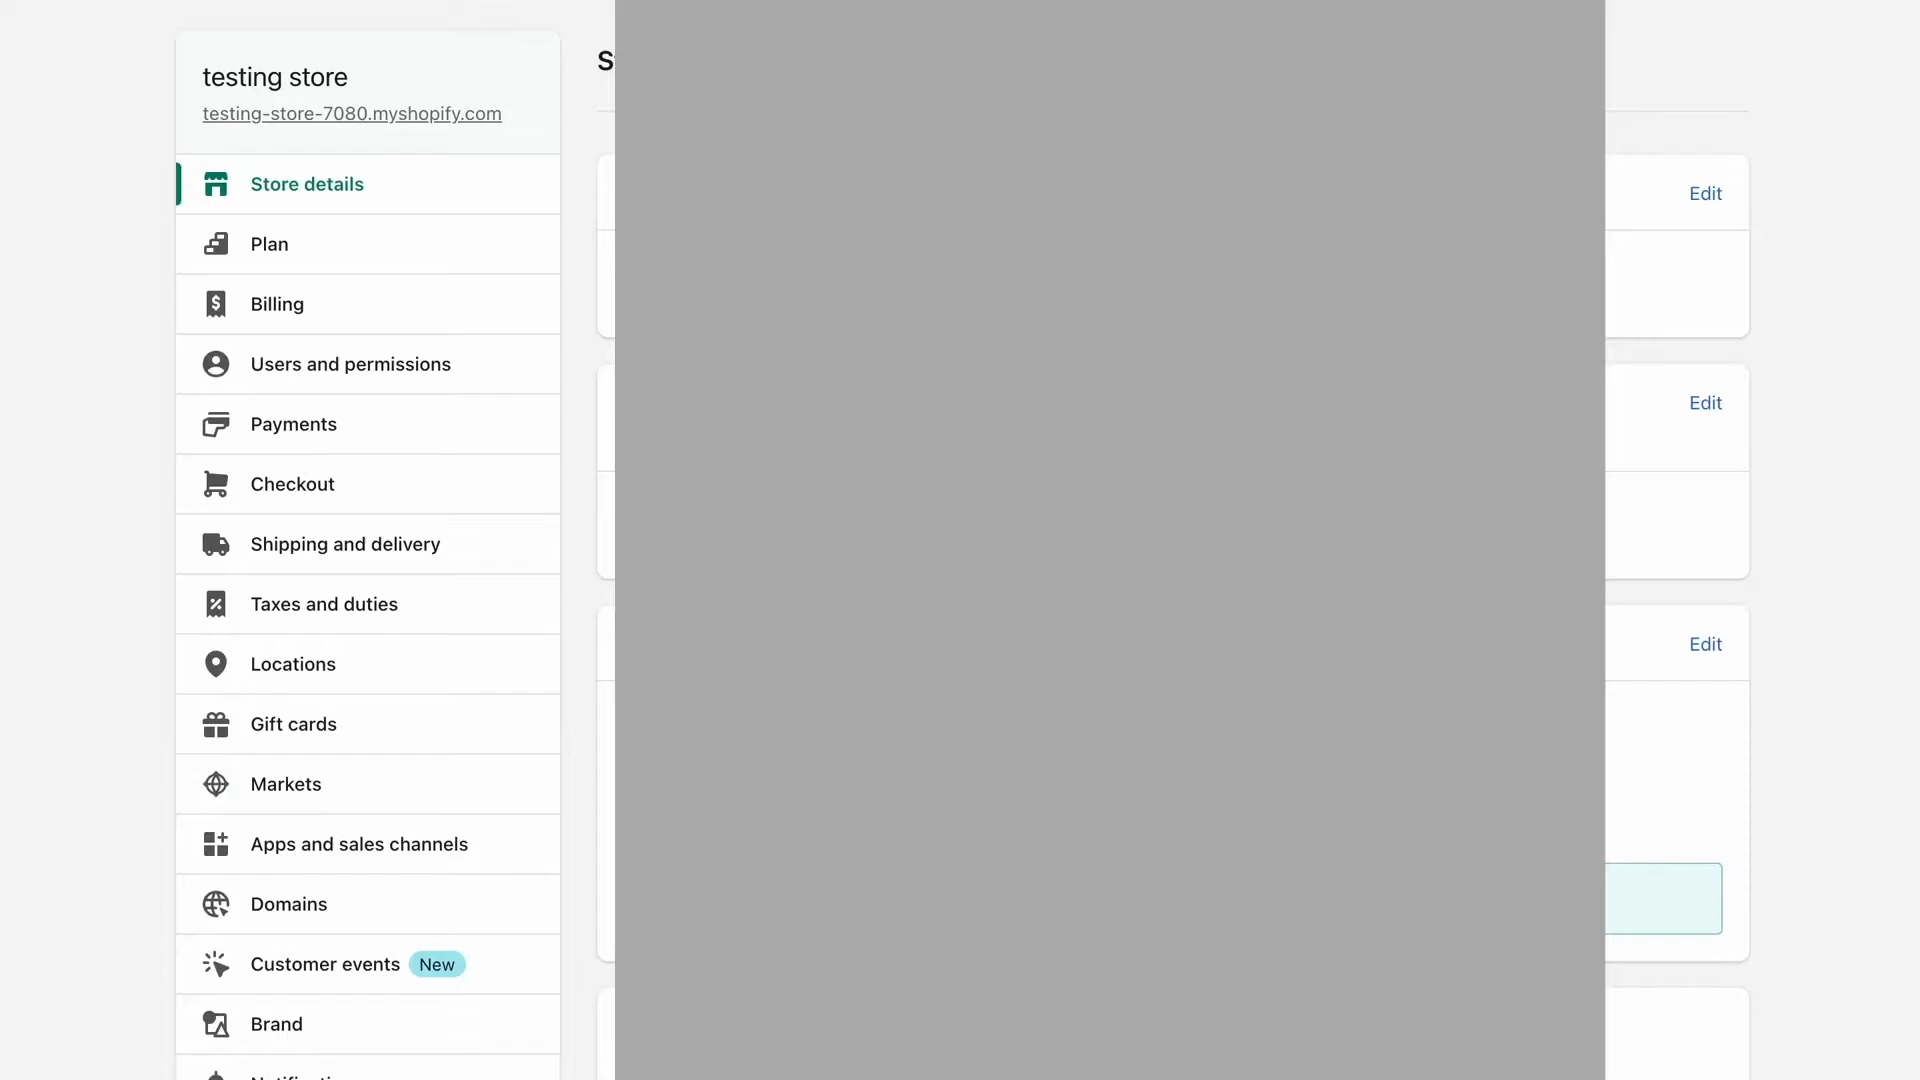 testing store
testing-store-7080.myshopify.com
Store details
Plan
Billing
Users and permissions
Payments
Checkout
Shipping and delivery
Taxes and duties
Locations
Gift cards
Markets
Apps and sales channels
Domains
Customer events New
Brand
S
Edit
Edit
Edit